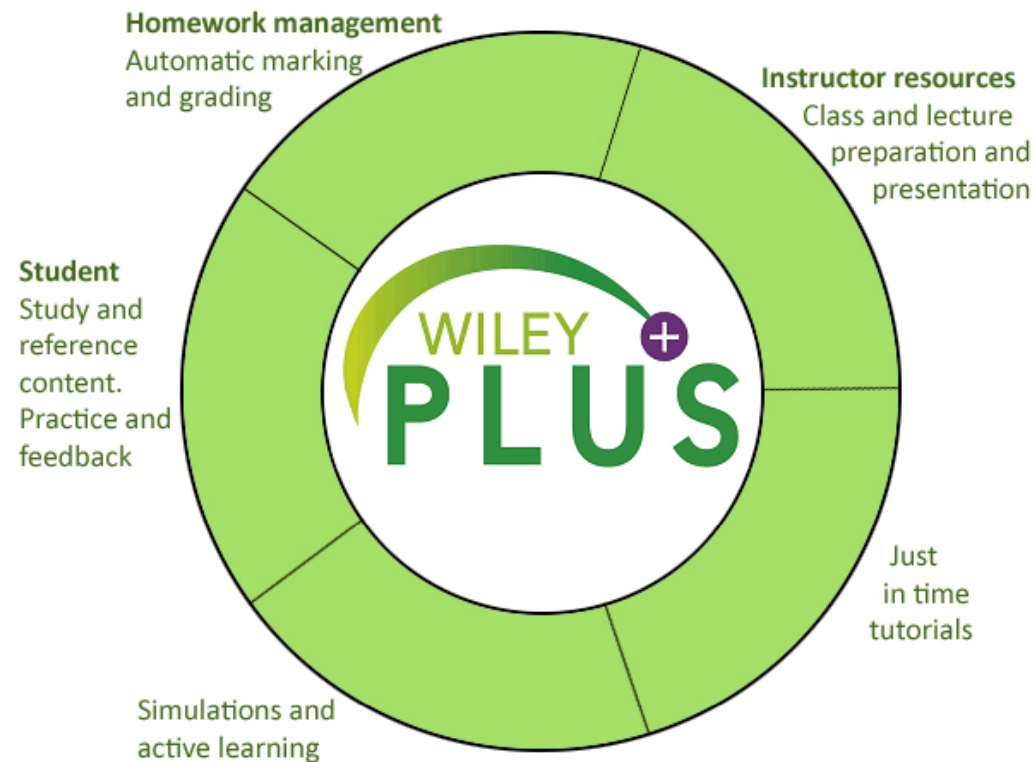 Homework management
Automatic marking
and grading
Instructor resources
Class and lecture
preparation and
presentation
Student
Study and
reference
content.
Practice and
feedback
WILEY
+
PLUS
Just
in time
tutorials
Simulations and
active learning